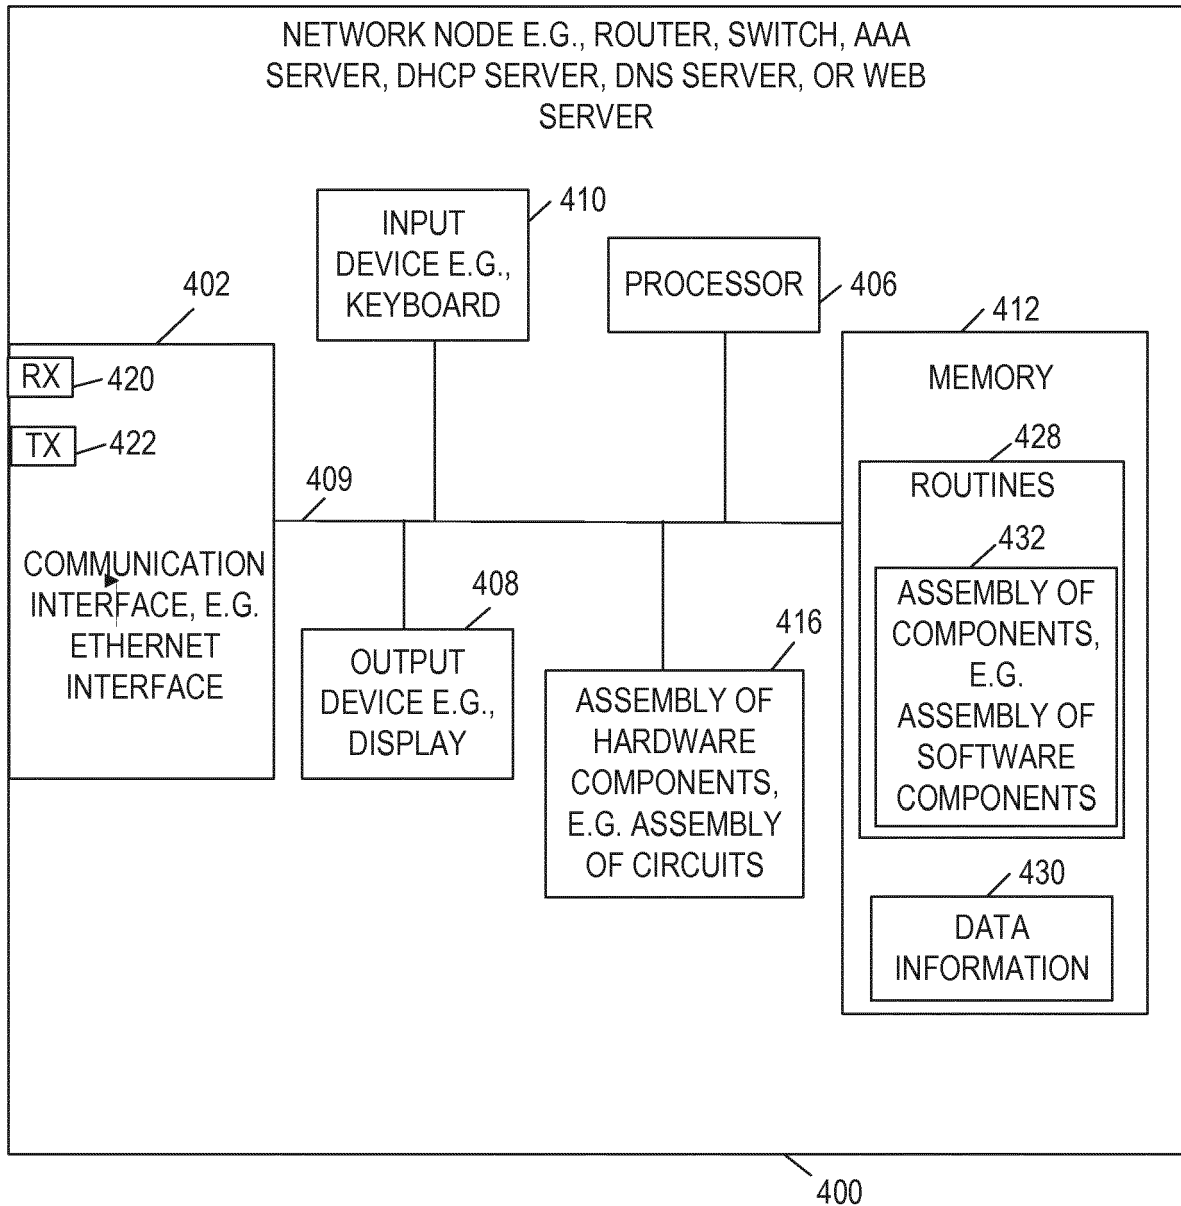 NETWORK NODE E.G., ROUTER, SWITCH, AAA
SERVER, DHCP SERVER, DNS SERVER, OR WEB
SERVER
410
INPUT
DEVICE E.G.,
KEYBOARD
PROCESSOR
406
402
412
RX
420
TX
422
MEMORY
428
ROUTINES
409
432
COMMUNICATION
INTERFACE, E.G.
ETHERNET
INTERFACE
408
OUTPUT
DEVICE E.G.,
DISPLAY
416
ASSEMBLY OF
HARDWARE
COMPONENTS,
E.G. ASSEMBLY
OF CIRCUITS
ASSEMBLY OF
COMPONENTS,
E.G.
ASSEMBLY OF
SOFTWARE
COMPONENTS
430
DATA
INFORMATION
400